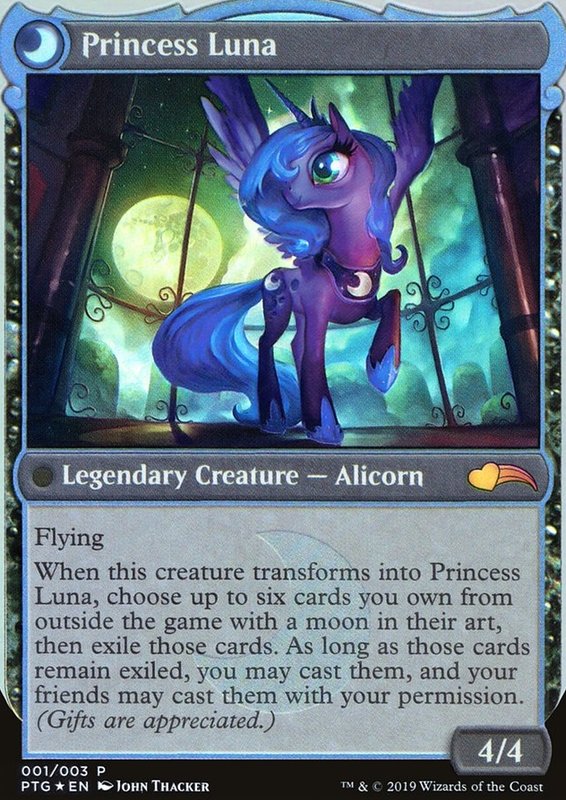 Princess Luna
Legendary Creature — Alicorn
Flying
When this creature transforms into Princess
Luna, choose up to six cards you own from
outside the game with a moon in their art,
then exile those cards. As long as those cards
remain exiled, you may cast them, and your
friends may cast them with your permission.
(Gifts are appreciated.)
4/4
001/003 P
PTG★EN JOHN THACKER
™ & © 2019 Wizards of the Coast